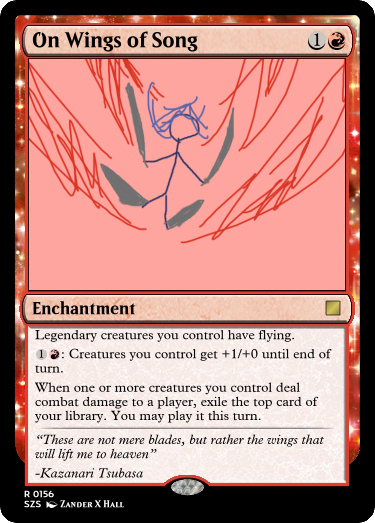 On Wings of Song 1
Enchantment
Legendary creatures you control have flying.
1 : Creatures you control get +1/+0 until end of
turn.
When one or more creatures you control deal
combat damage to a player, exile the top card of
your library. You may play it this turn.
“These are not mere blades, but rather the wings that
will lift me to heaven”
-Kazanari Tsubasa
R 0156
SZS Zander X Hall